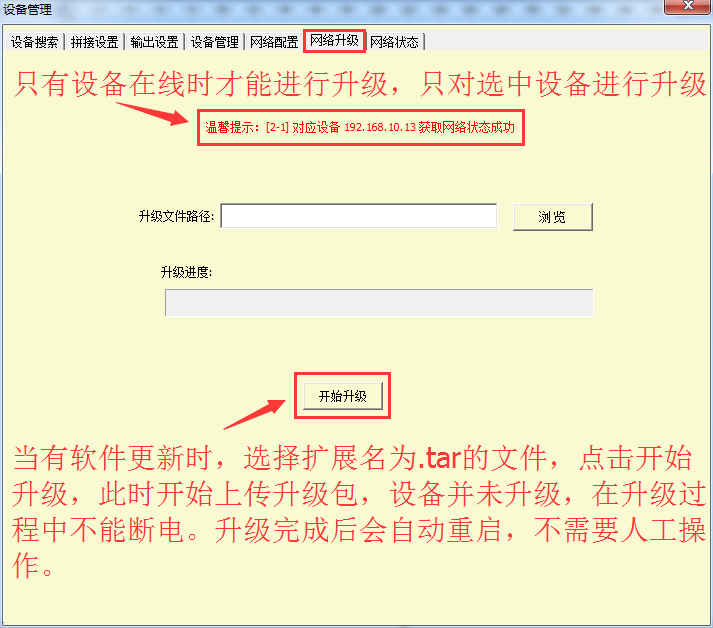 设备管理
设备搜索 拼接设置 输出设置 设备管理 网络配置 网络升级 网络状态
只有设备在线时才能进行升级，只对选中设备进行升级
温馨提示：[2-1] 对应设备 192.168.10.13 获取网络状态成功
升级文件路径: 浏览
升级进度:
开始升级
当有软件更新时，选择扩展名为.tar的文件，点击开始
升级，此时开始上传升级包，设备并未升级，在升级过
程中不能断电。升级完成后会自动重启，不需要人工操
作。